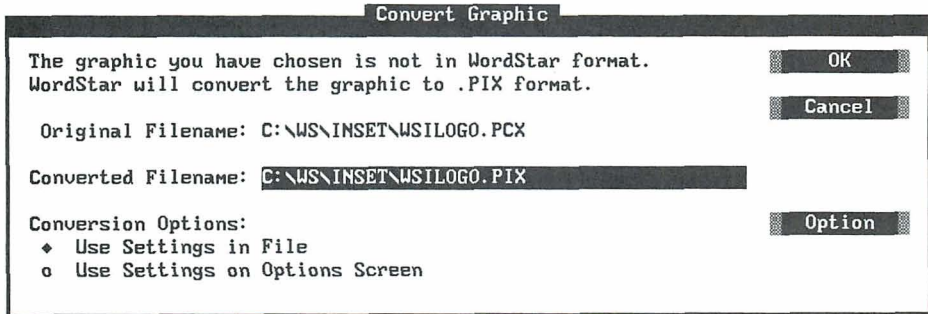 Convert Graphic
The graphic you have chosen is not in WordStar format.
WordStar will convert the graphic to .PIX format.
OK
Cancel
Original Filename: C:\WS\INSET\WSILOGO.PCX
Converted Filename: C:\WS\INSET\WSILOGO.PIX
Conversion Options:
Option
Use Settings in File
Use Settings on Options Screen